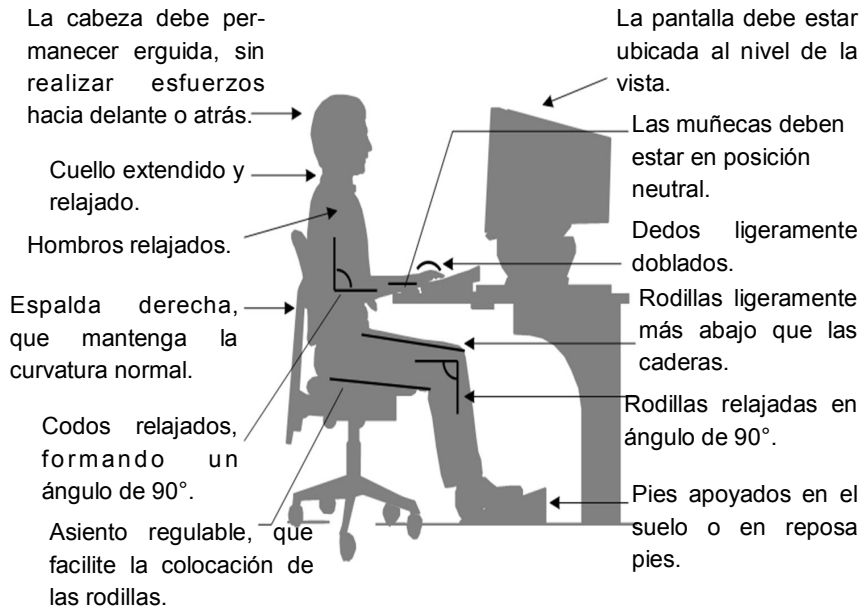 La cabeza debe per-
manecer erguida, sin
realizar esfuerzos
hacia delante o atrás.
Cuello extendido y
relajado.
Hombros relajados.
Espalda derecha,
que mantenga la
curvatura normal.
Codos relajados,
formando un
ángulo de 90°.
Asiento regulable, que
facilite la colocación de
las rodillas.
La pantalla debe estar
ubicada al nivel de la
vista.
Las muñecas deben
estar en posición
neutral.
Dedos ligeramente
doblados.
Rodillas ligeramente
más abajo que las
caderas.
Rodillas relajadas en
ángulo de 90°.
Pies apoyados en el
suelo o en reposa
pies.